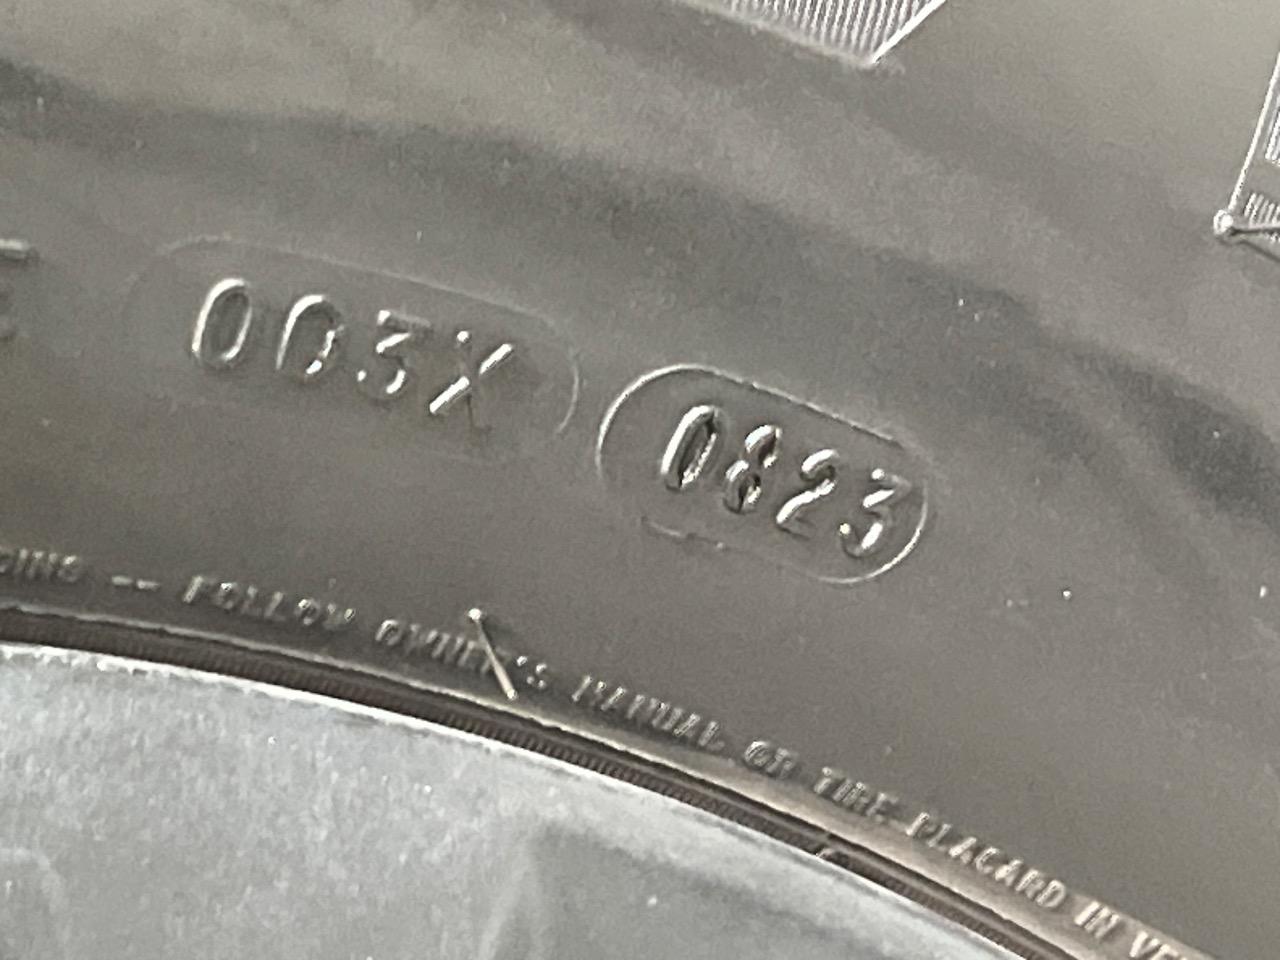 003X 0823
-- FOLLOW OWNER'S MANUAL OR TIRE PLACARD IN